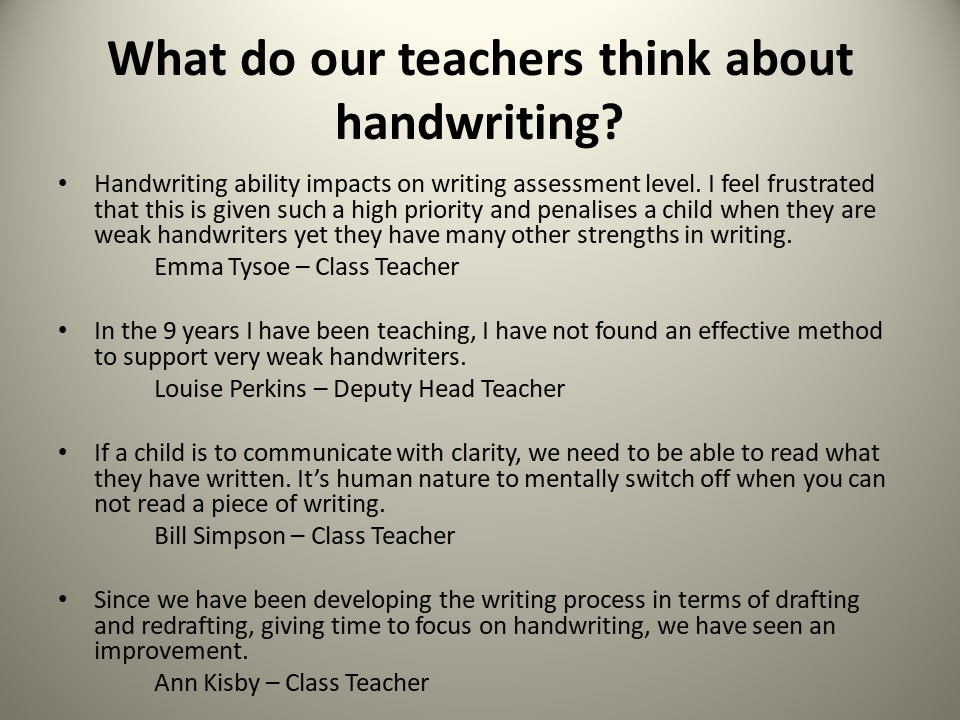 What do our teachers think about
handwriting?
• Handwriting ability impacts on writing assessment level. I feel frustrated
that this is given such a high priority and penalises a child when they are
weak handwriters yet they have many other strengths in writing.
Emma Tysoe – Class Teacher
• In the 9 years I have been teaching, I have not found an effective method
to support very weak handwriters.
Louise Perkins – Deputy Head Teacher
• If a child is to communicate with clarity, we need to be able to read what
they have written. It’s human nature to mentally switch off when you can
not read a piece of writing.
Bill Simpson – Class Teacher
• Since we have been developing the writing process in terms of drafting
and redrafting, giving time to focus on handwriting, we have seen an
improvement.
Ann Kisby – Class Teacher